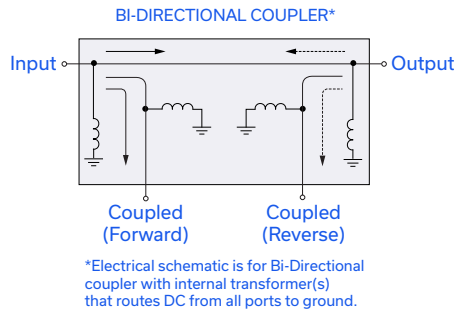 BI-DIRECTIONAL COUPLER*
Input
Output
Coupled
(Forward)
Coupled
(Reverse)
*Electrical schematic is for Bi-Directional
coupler with internal transformer(s)
that routes DC from all ports to ground.